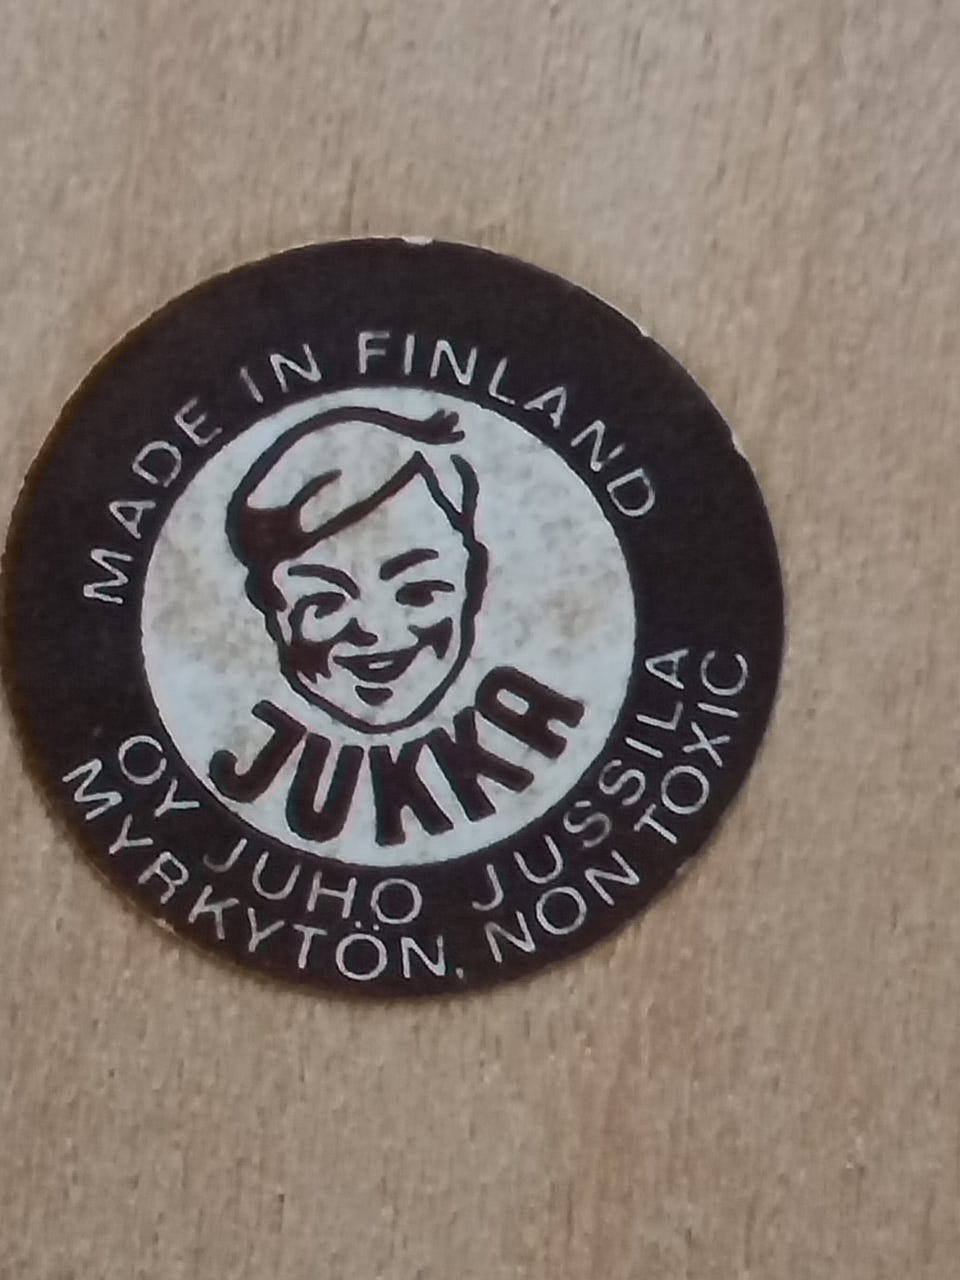 MADE IN FINLAND
JUKKA
OY JUHO JUSSILA
MYRKYTÖN, NON TOXIC